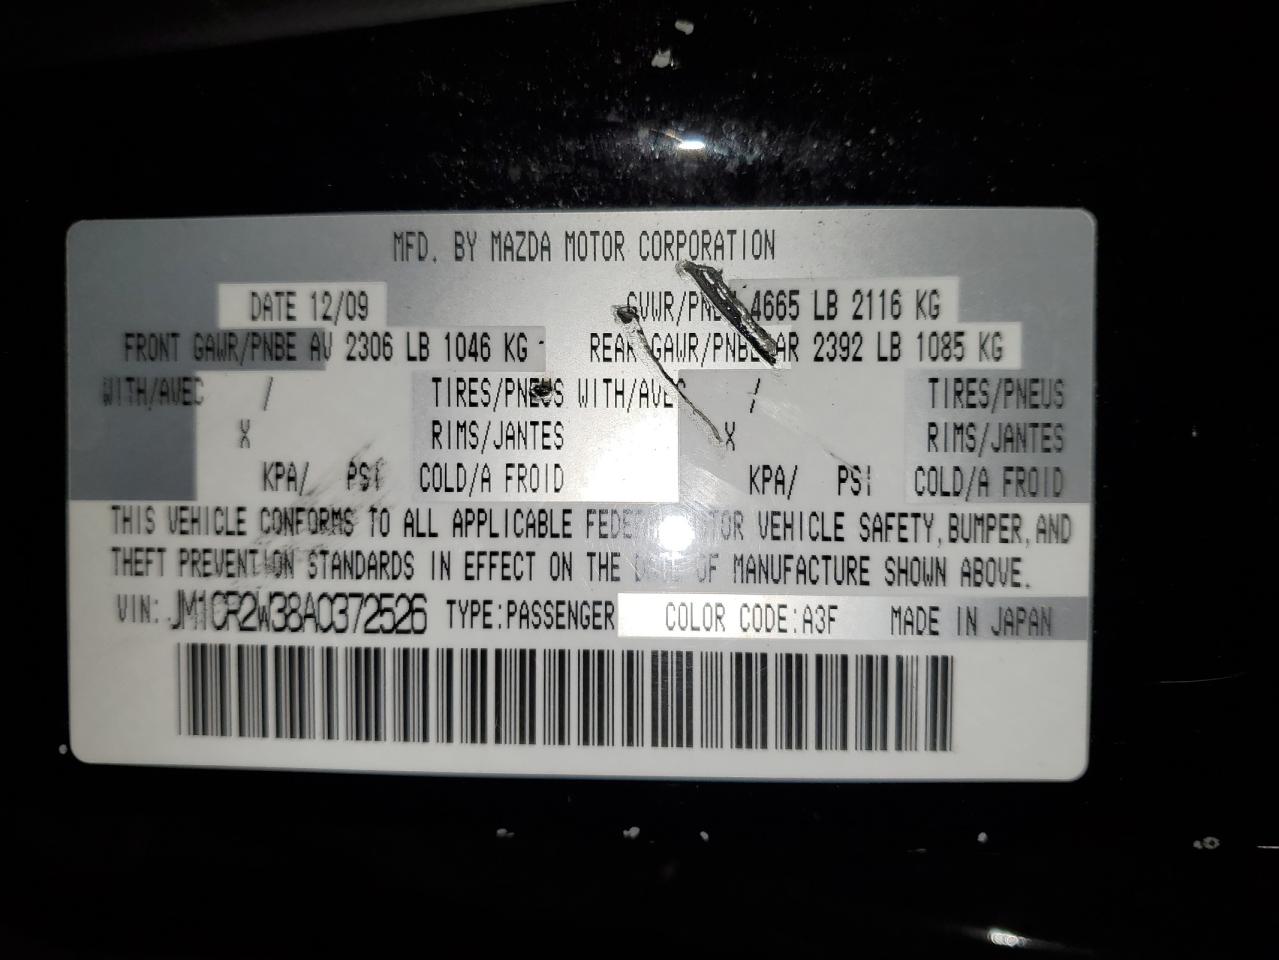 MFD. BY MAZDA MOTOR CORPORATION
DATE 12/09 GVWR/PNBV 4665 LB 2116 KG
FRONT GAWR/PNBE AV 2306 LB 1046 KG REAR GAWR/PNBE AR 2392 LB 1085 KG
WITH/AVEC / TIRES/PNEUS WITH/AVEC / TIRES/PNEUS
X RIMS/JANTES X RIMS/JANTES
KPA/ PSI COLD/A FROID KPA/ PSI COLD/A FROID
THIS VEHICLE CONFORMS TO ALL APPLICABLE FEDERAL MOTOR VEHICLE SAFETY, BUMPER, AND
THEFT PREVENTION STANDARDS IN EFFECT ON THE DATE OF MANUFACTURE SHOWN ABOVE.
VIN: JM1CR2W38A0372526 TYPE:PASSENGER COLOR CODE:A3F MADE IN JAPAN